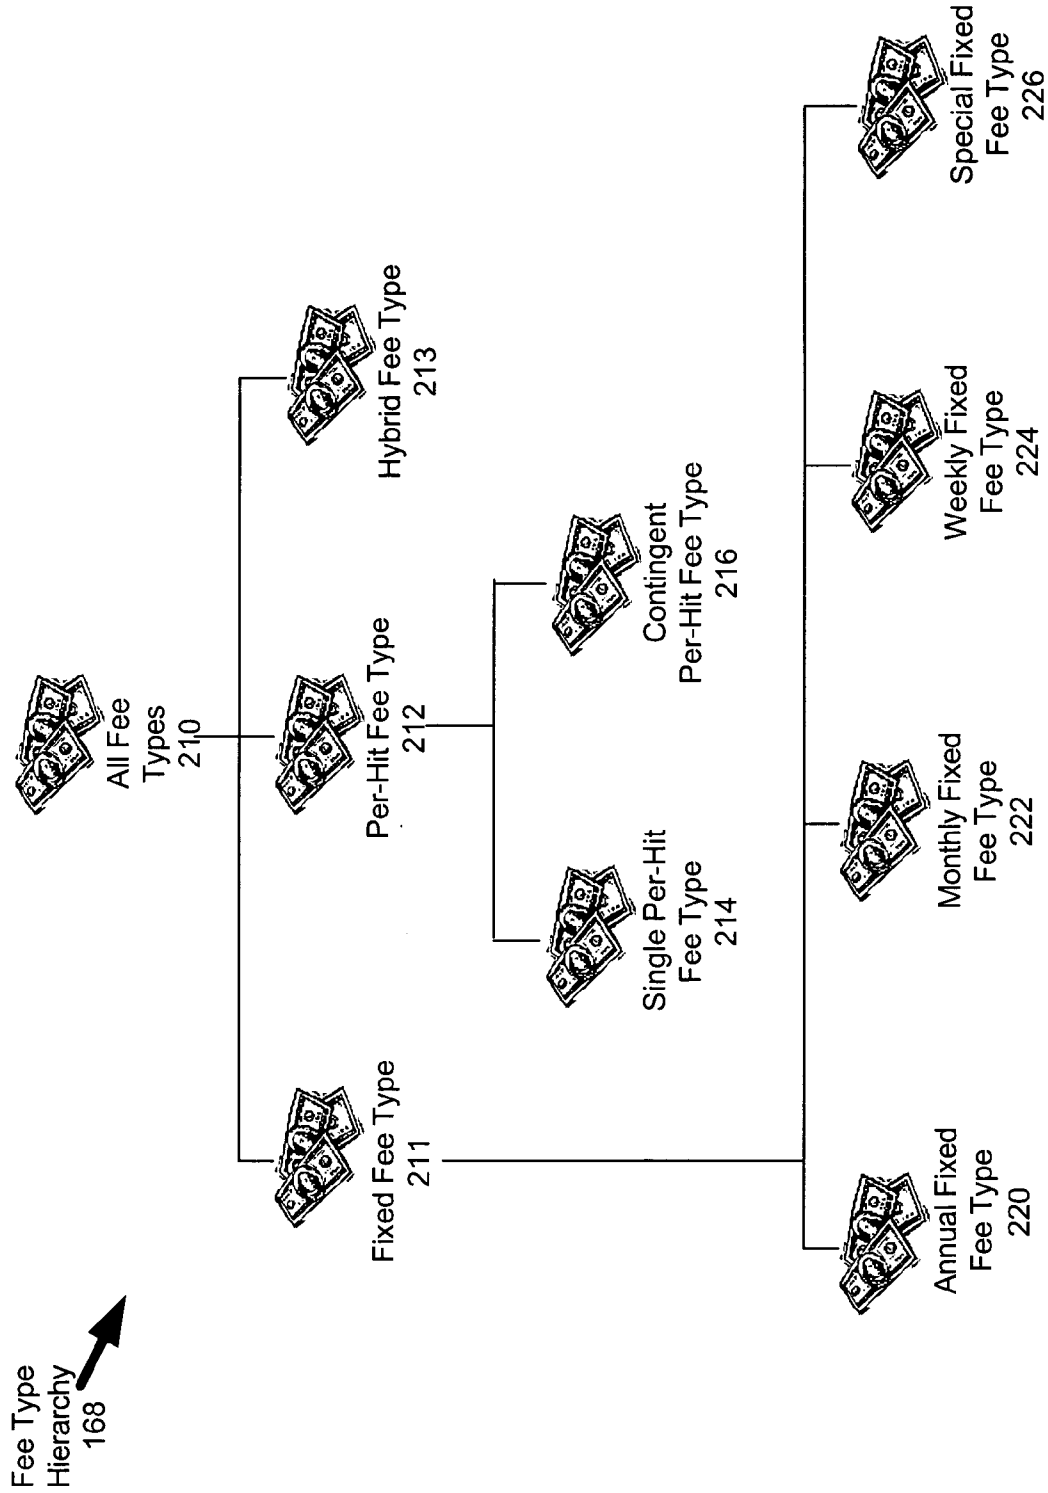 Fee Type
Hierarchy
168
All Fee
Types
210
Fixed Fee Type
211
Per-Hit Fee Type
212
Hybrid Fee Type
213
Single Per-Hit
Fee Type
214
Contingent
Per-Hit Fee Type
216
Annual Fixed
Fee Type
220
Monthly Fixed
Fee Type
222
Weekly Fixed
Fee Type
224
Special Fixed
Fee Type
226